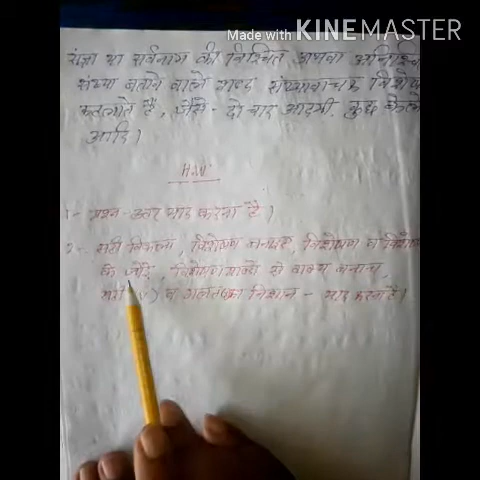 Made with KINEMASTER
संज्ञा या सर्वनाम की निश्चित अथवा अनिश्चि
संख्या बताने वाले शब्द संख्यावाचक विशेष
कहलाते हैं, जैसे - दो चार आदमी, कुछ केले
आदि।
H.W
1- प्रश्न-उत्तर याद करना है।
2- सही विकल्प, विशेषण बनाइए, विशेषण व विशेष
के जोड़े, विशेषण शब्दों से वाक्य बनाना,
सही (✓) व गलत का निशान - याद करना है।